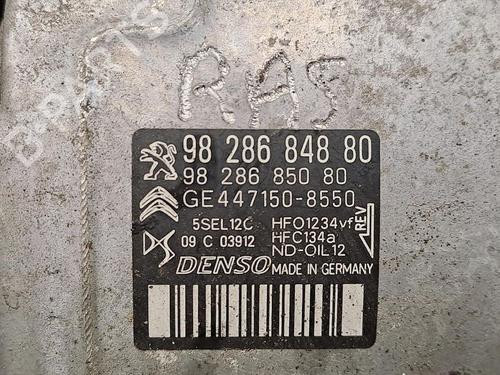 RAS
98 286 848 80
98 286 850 80
GE447150-8550
5SEL12C HFO1234yf
09 C 03912 HFC134a
ND-OIL12
REV
DENSO MADE IN GERMANY
B-PARTS